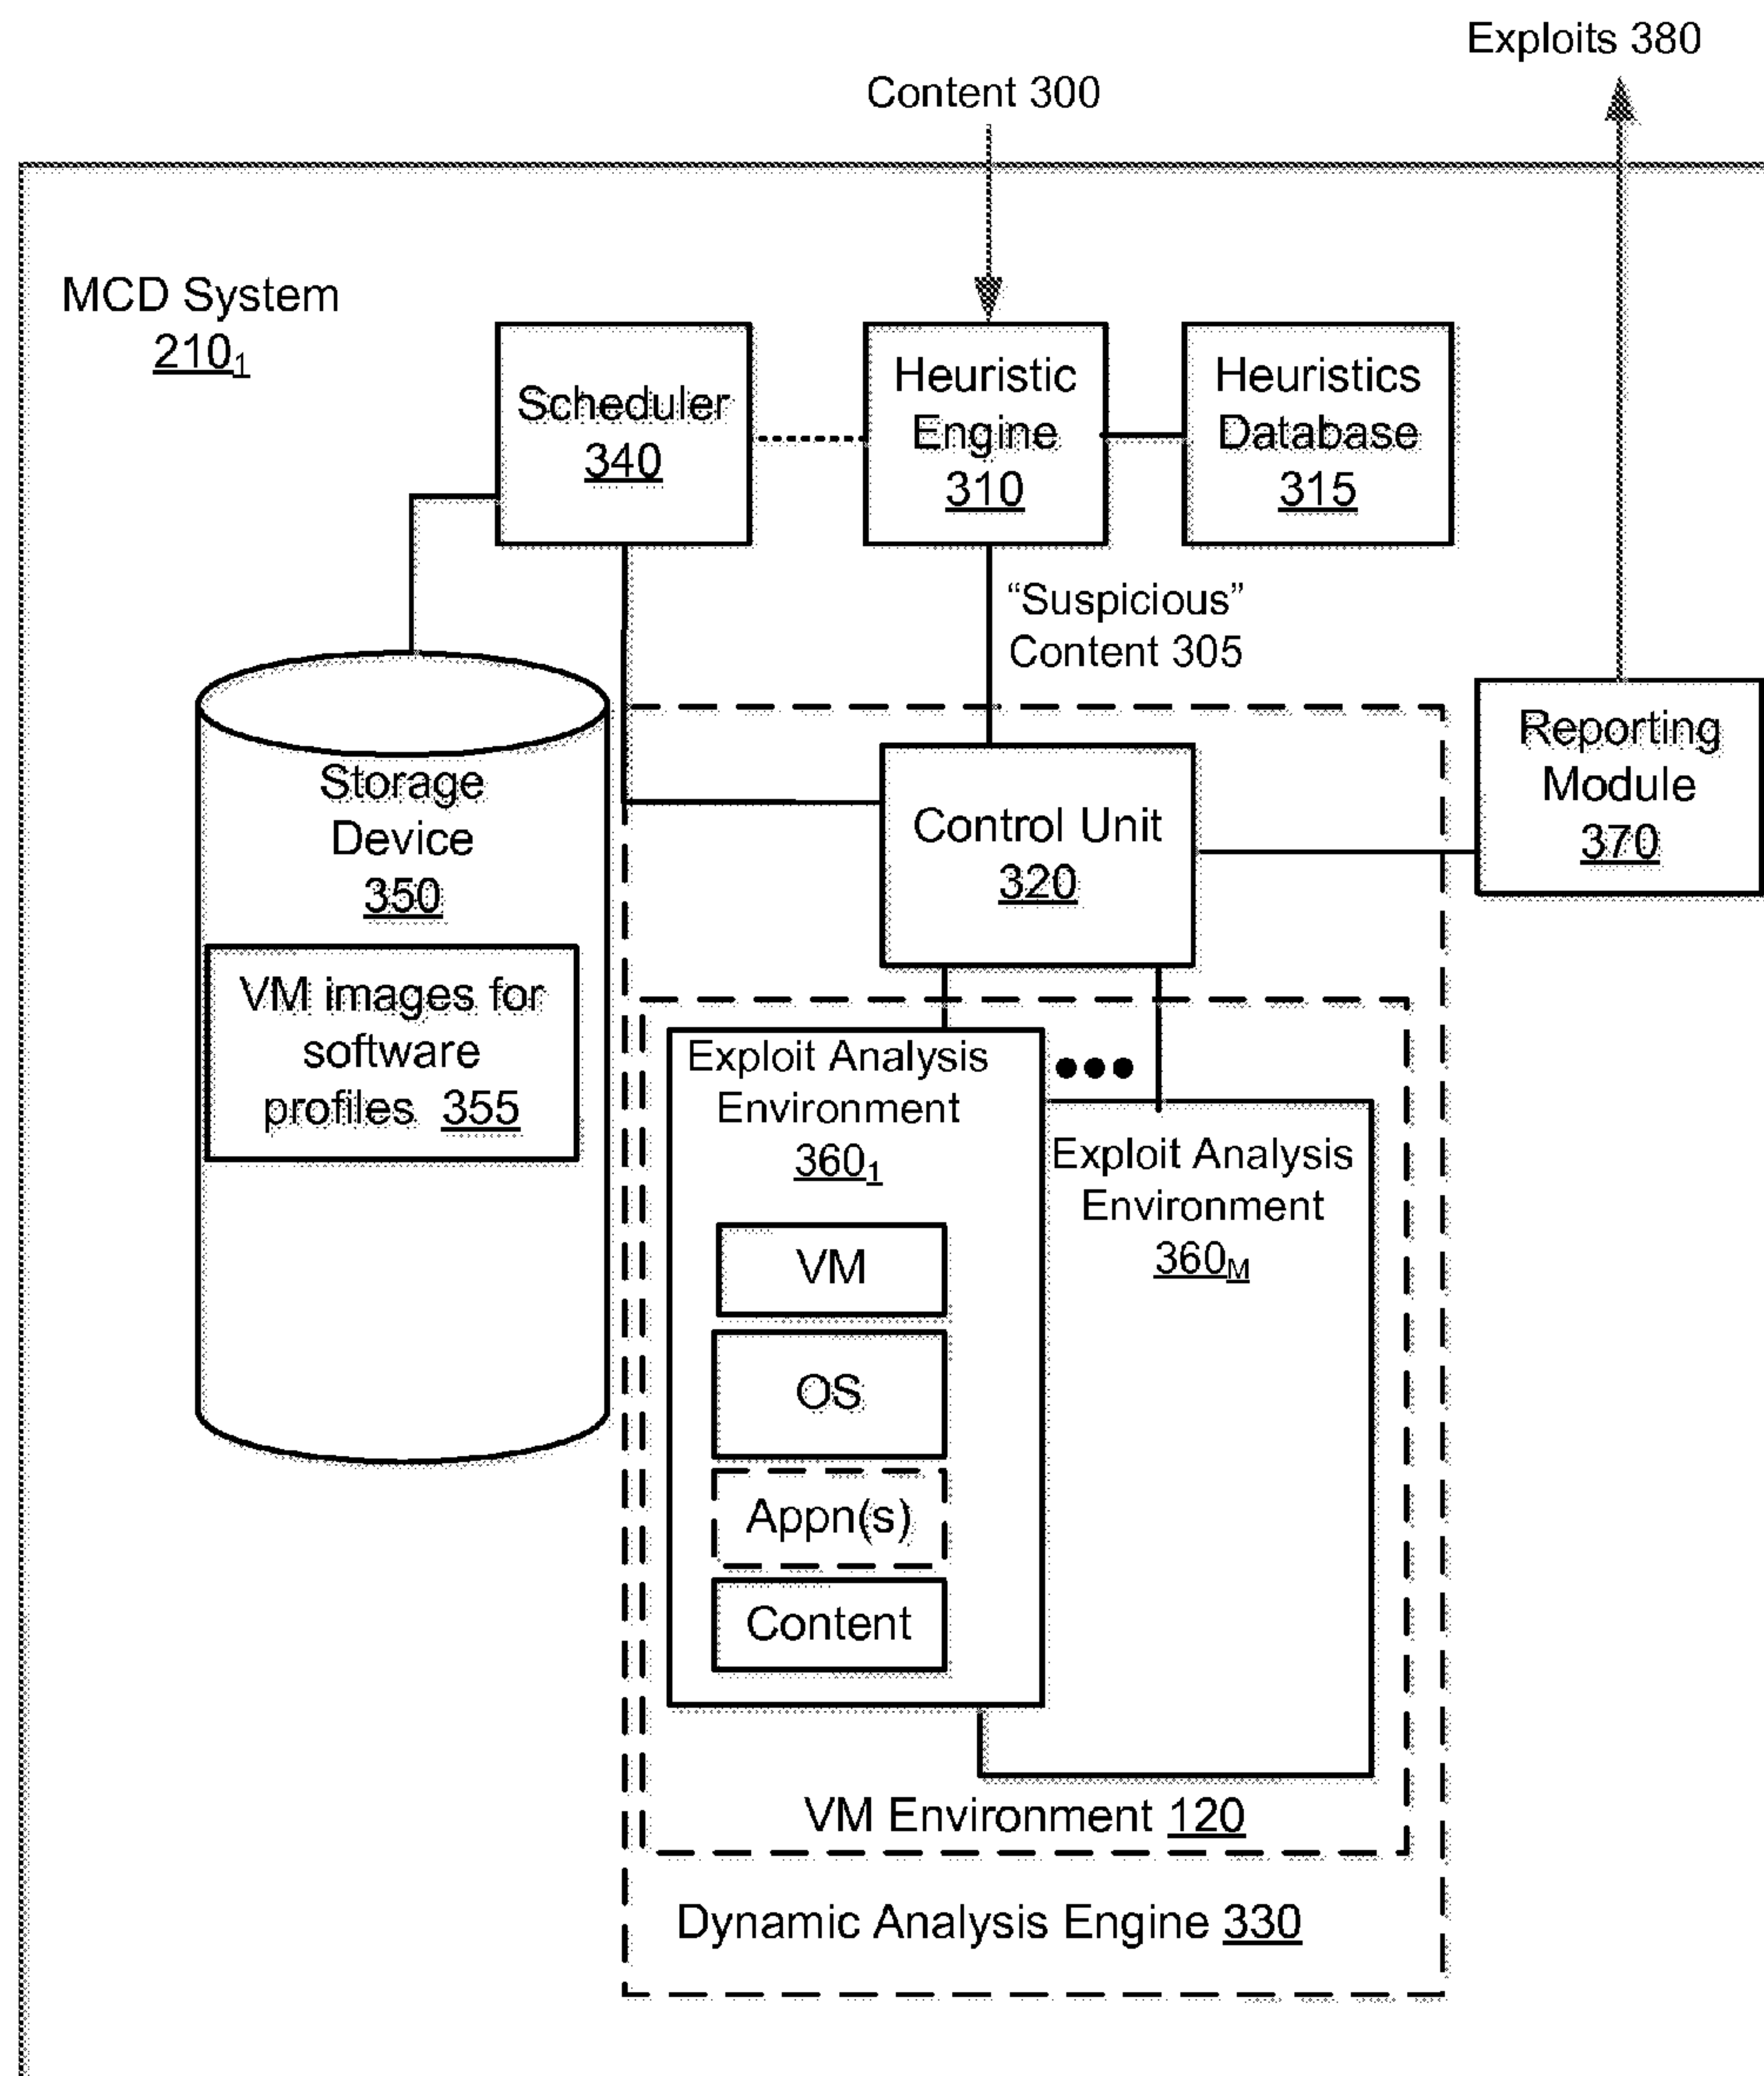 Exploits 380
Content 300
MCD System
210₁
Scheduler
340
Heuristic
Engine
310
Heuristics
Database
315
“Suspicious”
Content 305
Storage
Device
350
VM images for
software
profiles 355
Control Unit
320
Reporting
Module
370
Exploit Analysis
Environment
360₁
VM
OS
Appn(s)
Content
Exploit Analysis
Environment
360M
VM Environment 120
Dynamic Analysis Engine 330